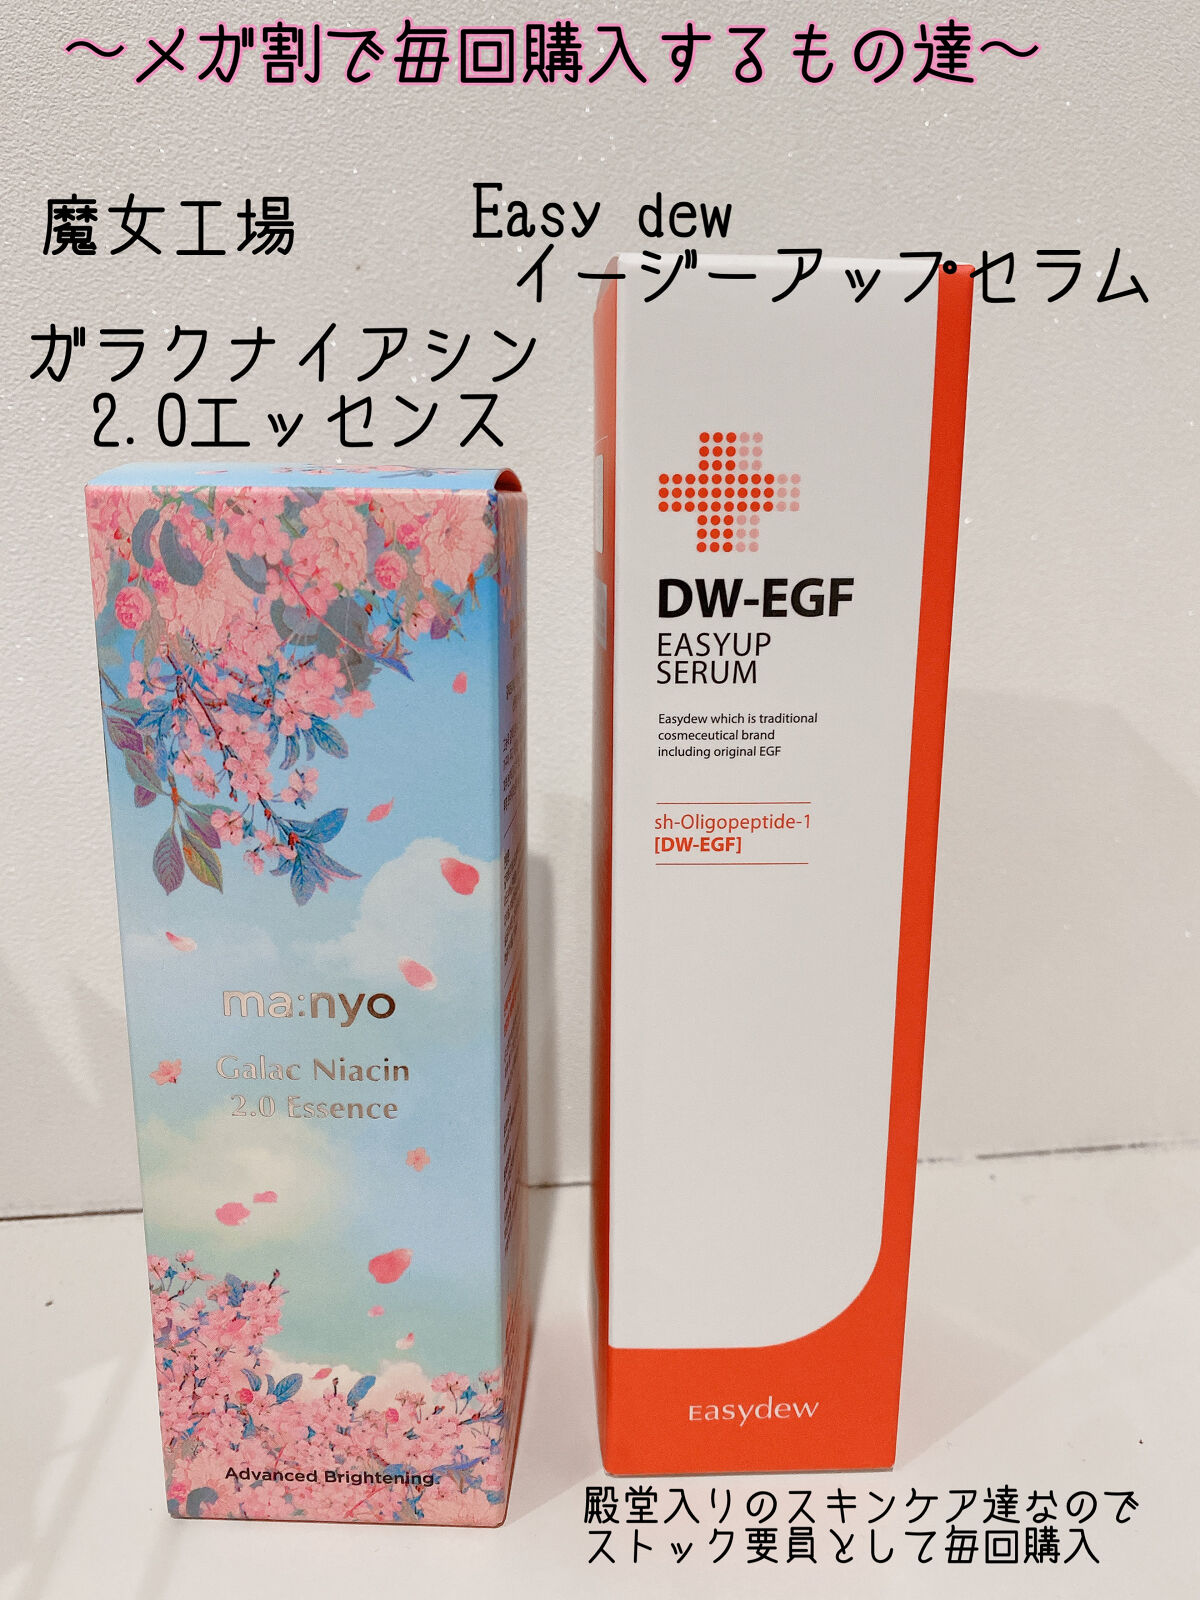 〜メガ割で毎回購入するもの達〜
魔女工場
ガラクナイアシン
2.0エッセンス
Easy dew
イージーアップセラム
ma:nyo
Galac Niacin
2.0 Essence
Advanced Brightening
DW-EGF
EASYUP
SERUM
Easydew which is traditional
cosmeceutical brand
including original EGF
sh-Oligopeptide-1
[DW-EGF]
Easydew
殿堂入りのスキンケア達なので
ストック要員として毎回購入